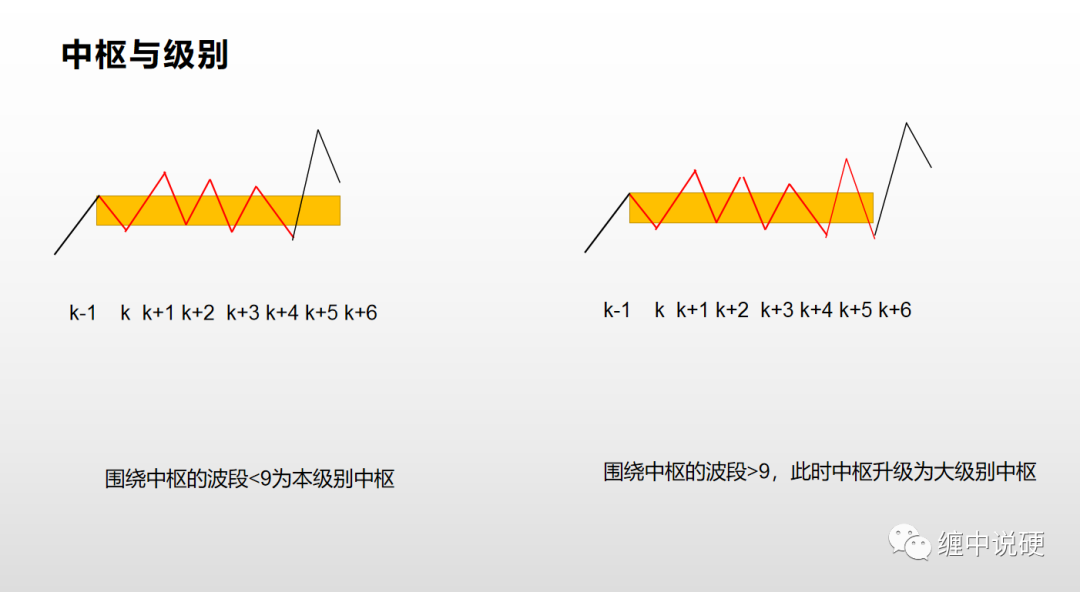 中枢与级别
k-1 k k+1 k+2 k+3 k+4 k+5 k+6
k-1 k k+1 k+2 k+3 k+4 k+5 k+6
围绕中枢的波段<9为本级别中枢
围绕中枢的波段>9，此时中枢升级为大级别中枢
缠中说硬